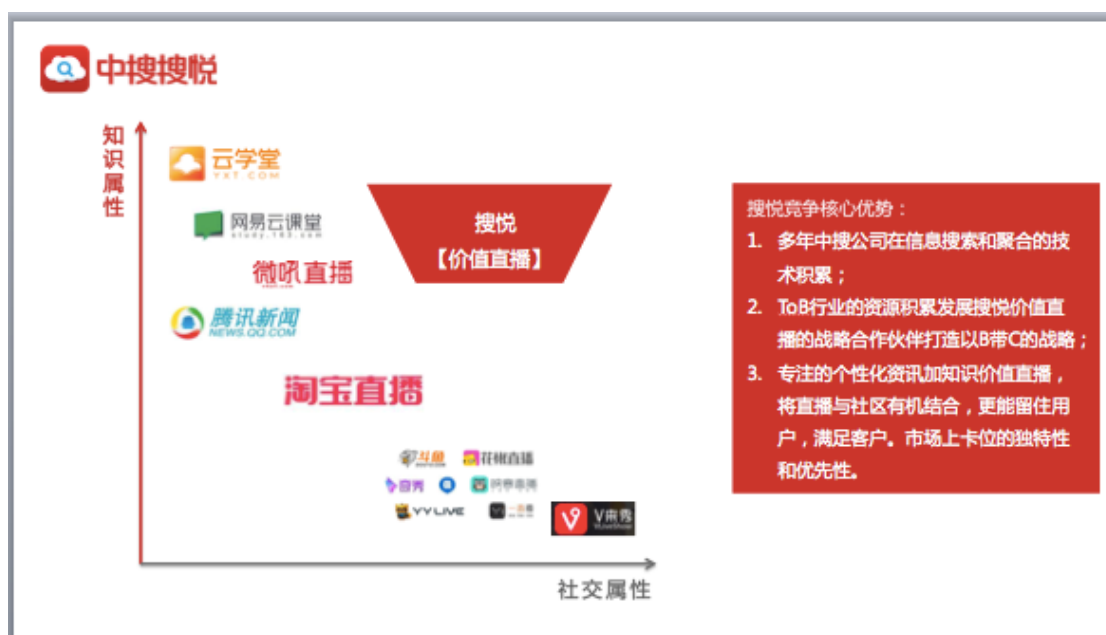 中搜搜悦
知识属性
云学堂
YXT.COM
网易云课堂
study.163.com
微吼直播
腾讯新闻
NEWS.QQ.COM
淘宝直播
搜悦
【价值直播】
斗鱼
花椒直播
YY LIVE
V来秀
社交属性
搜悦竞争核心优势：
1. 多年中搜公司在信息搜索和聚合的技
术积累；
2. ToB行业的资源积累发展搜悦价值直
播的战略合作伙伴打造以B带C的战略；
3. 专注的个性化资讯加知识价值直播，
将直播与社区有机结合，更能留住用
户，满足客户。市场上卡位的独特性
和优先性。